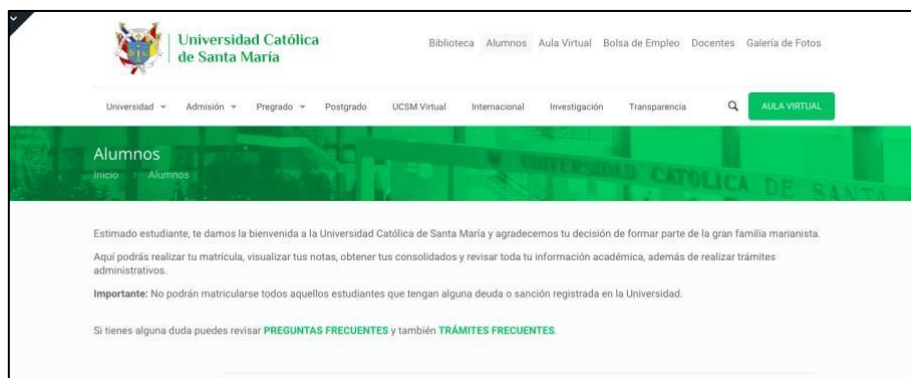 Universidad Católica
de Santa María
Biblioteca Alumnos Aula Virtual Bolsa de Empleo Docentes Galería de Fotos
Universidad Admisión Pregrado Postgrado UCSM Virtual Internacional Investigación Transparencia AULA VIRTUAL
Alumnos
Inicio > Alumnos
UNIVERSIDAD CATOLICA DE SANTA
Estimado estudiante, te damos la bienvenida a la Universidad Católica de Santa María y agradecemos tu decisión de formar parte de la gran familia marianista.
Aquí podrás realizar tu matrícula, visualizar tus notas, obtener tus consolidados y revisar toda tu información académica, además de realizar trámites
administrativos.
Importante: No podrán matricularse todos aquellos estudiantes que tengan alguna deuda o sanción registrada en la Universidad.
Si tienes alguna duda puedes revisar PREGUNTAS FRECUENTES y también TRÁMITES FRECUENTES.